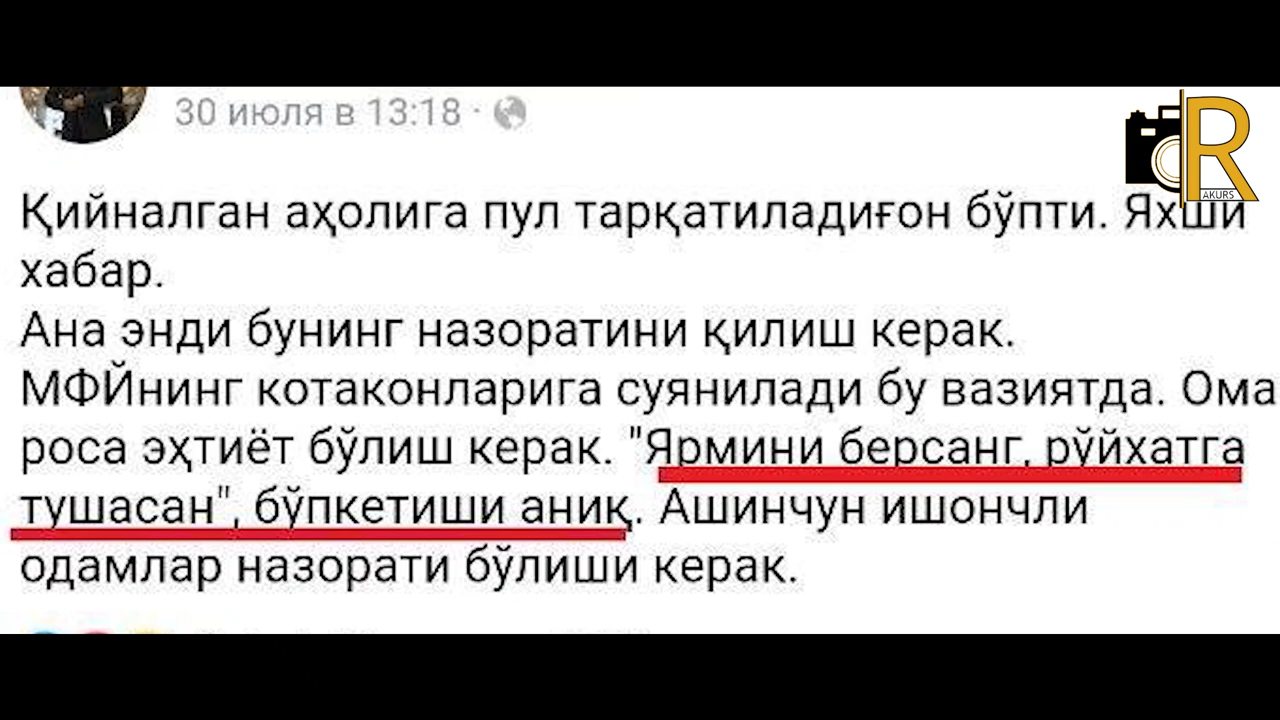 30 июля в 13:18 ·
R
AKURS
Қийналган аҳолига пул тарқатиладиғон бўпти. Яхши
хабар.
Ана энди бунинг назоратини қилиш керак.
МФЙнинг котаконларига суянилади бу вазиятда. Ома
роса эҳтиёт бўлиш керак. "Ярмини берсанг, рўйхатга
тушасан", бўпкетиши аниқ. Ашинчун ишончли
одамлар назорати бўлиши керак.